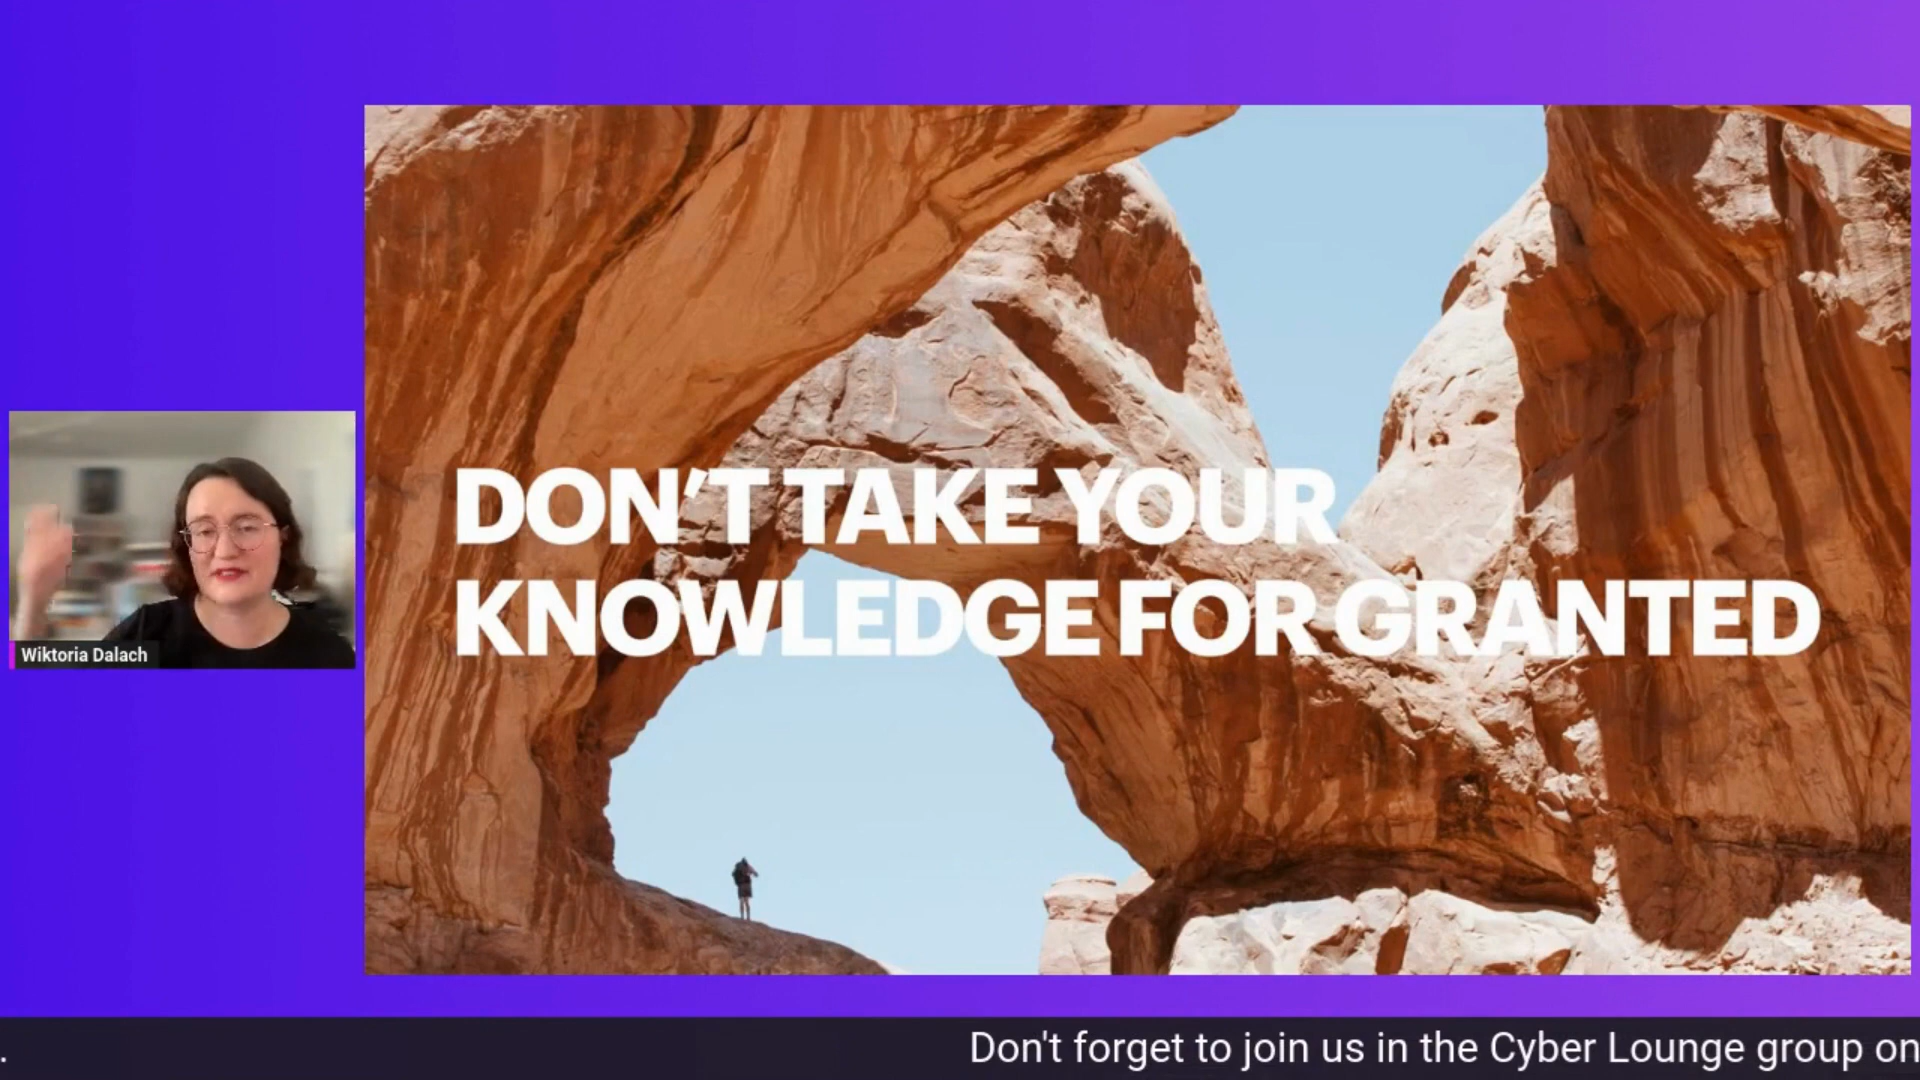 DON'T TAKE YOUR
KNOWLEDGE FOR GRANTED
Wiktoria Dalach
. Don't forget to join us in the Cyber Lounge group on